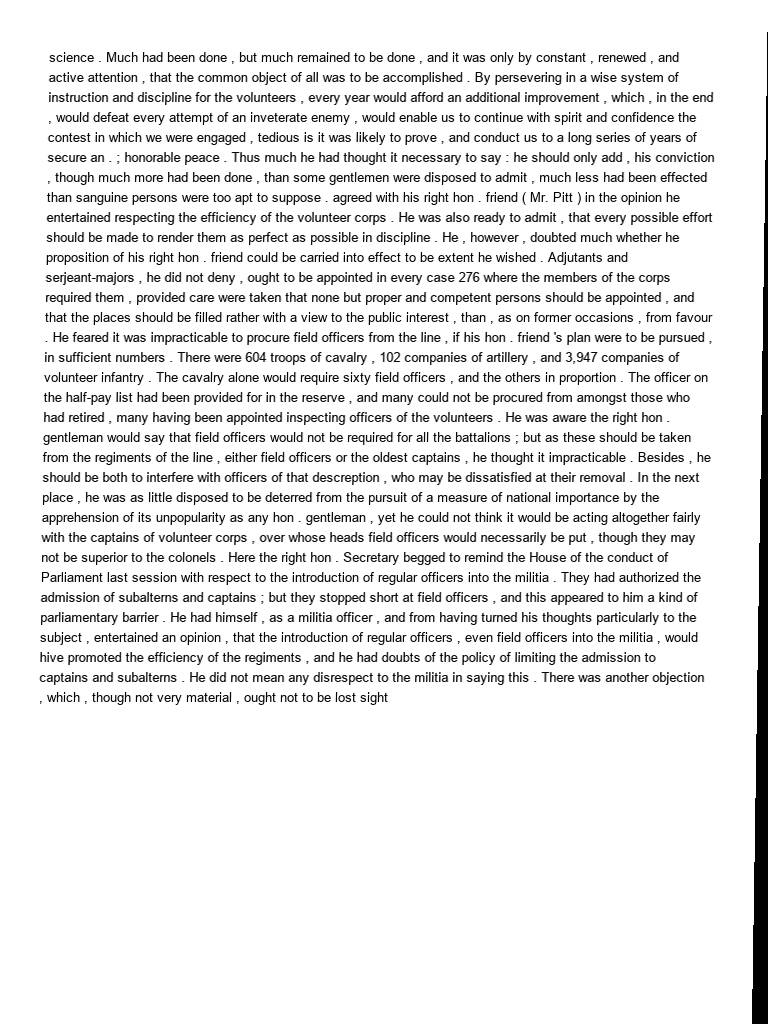 science . Much had been done , but much remained to be done , and it was only by constant , renewed , and
active attention , that the common object of all was to be accomplished . By persevering in a wise system of
instruction and discipline for the volunteers , every year would afford an additional improvement , which , in the end
, would defeat every attempt of an inveterate enemy , would enable us to continue with spirit and confidence the
contest in which we were engaged , tedious is it was likely to prove , and conduct us to a long series of years of
secure an . ; honorable peace . Thus much he had thought it necessary to say : he should only add , his conviction
, though much more had been done , than some gentlemen were disposed to admit , much less had been effected
than sanguine persons were too apt to suppose . agreed with his right hon . friend ( Mr. Pitt ) in the opinion he
entertained respecting the efficiency of the volunteer corps . He was also ready to admit , that every possible effort
should be made to render them as perfect as possible in discipline . He , however , doubted much whether he
proposition of his right hon . friend could be carried into effect to be extent he wished . Adjutants and
serjeant-majors , he did not deny , ought to be appointed in every case 276 where the members of the corps
required them , provided care were taken that none but proper and competent persons should be appointed , and
that the places should be filled rather with a view to the public interest , than , as on former occasions , from favour
. He feared it was impracticable to procure field officers from the line , if his hon . friend 's plan were to be pursued ,
in sufficient numbers . There were 604 troops of cavalry , 102 companies of artillery , and 3,947 companies of
volunteer infantry . The cavalry alone would require sixty field officers , and the others in proportion . The officer on
the half-pay list had been provided for in the reserve , and many could not be procured from amongst those who
had retired , many having been appointed inspecting officers of the volunteers . He was aware the right hon .
gentleman would say that field officers would not be required for all the battalions ; but as these should be taken
from the regiments of the line , either field officers or the oldest captains , he thought it impracticable . Besides , he
should be both to interfere with officers of that descreption , who may be dissatisfied at their removal . In the next
place , he was as little disposed to be deterred from the pursuit of a measure of national importance by the
apprehension of its unpopularity as any hon . gentleman , yet he could not think it would be acting altogether fairly
with the captains of volunteer corps , over whose heads field officers would necessarily be put , though they may
not be superior to the colonels . Here the right hon . Secretary begged to remind the House of the conduct of
Parliament last session with respect to the introduction of regular officers into the militia . They had authorized the
admission of subalterns and captains ; but they stopped short at field officers , and this appeared to him a kind of
parliamentary barrier . He had himself , as a militia officer , and from having turned his thoughts particularly to the
subject , entertained an opinion , that the introduction of regular officers , even field officers into the militia , would
hive promoted the efficiency of the regiments , and he had doubts of the policy of limiting the admission to
captains and subalterns . He did not mean any disrespect to the militia in saying this . There was another objection
, which , though not very material , ought not to be lost sight